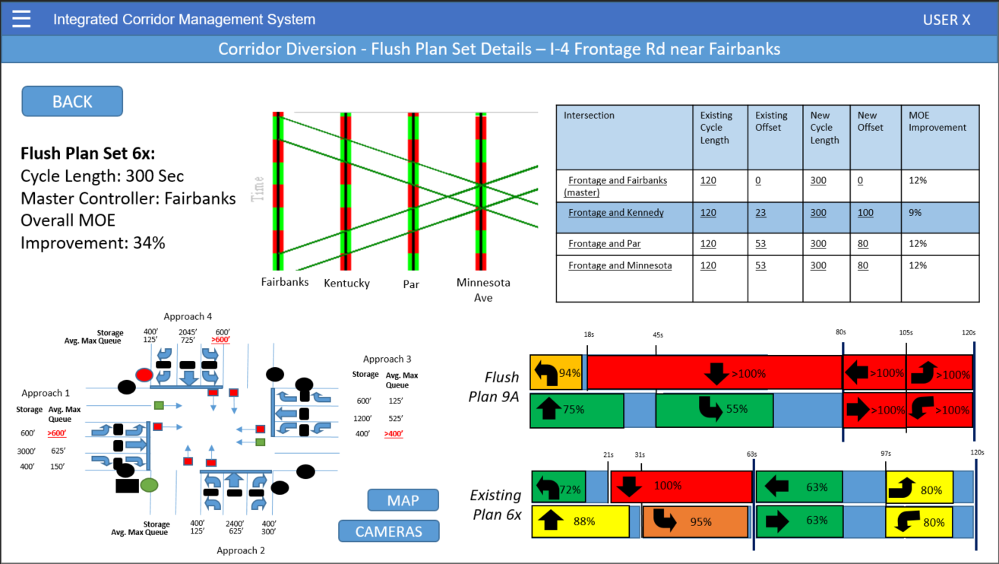 Integrated Corridor Management System
USER X
Corridor Diversion - Flush Plan Set Details – I-4 Frontage Rd near Fairbanks
BACK
Flush Plan Set 6x:
Cycle Length: 300 Sec
Master Controller: Fairbanks
Overall MOE
Improvement: 34%
Time
Fairbanks
Kentucky
Par
Minnesota
Ave
Intersection
Existing
Cycle
Length
Existing
Offset
New
Cycle
Length
New
Offset
MOE
Improvement
Frontage and Fairbanks
(master)
120
0
300
0
12%
Frontage and Kennedy
120
23
300
100
9%
Frontage and Par
120
53
300
80
12%
Frontage and Minnesota
120
53
300
80
12%
Approach 4
Storage
400’
2045’
600’
Avg. Max Queue
125’
725’
>600’
Approach 3
Storage
Avg. Max
Queue
600’
125’
1200’
525’
400’
>400’
Approach 1
Storage
Avg. Max
Queue
600’
>600’
3000’
625’
400’
150’
Storage
400’
2400’
400’
Avg. Max Queue
125’
625’
300’
Approach 2
MAP
CAMERAS
Flush
Plan 9A
18s
45s
80s
105s
120s
94%
>100%
>100%
>100%
75%
55%
>100%
>100%
Existing
Plan 6x
21s
31s
63s
97s
120s
72%
100%
63%
80%
88%
95%
63%
80%